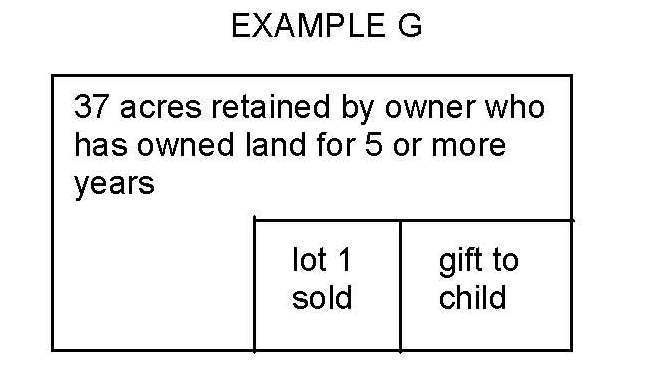 EXAMPLE G
37 acres retained by owner who
has owned land for 5 or more
years
lot 1
sold
gift to
child